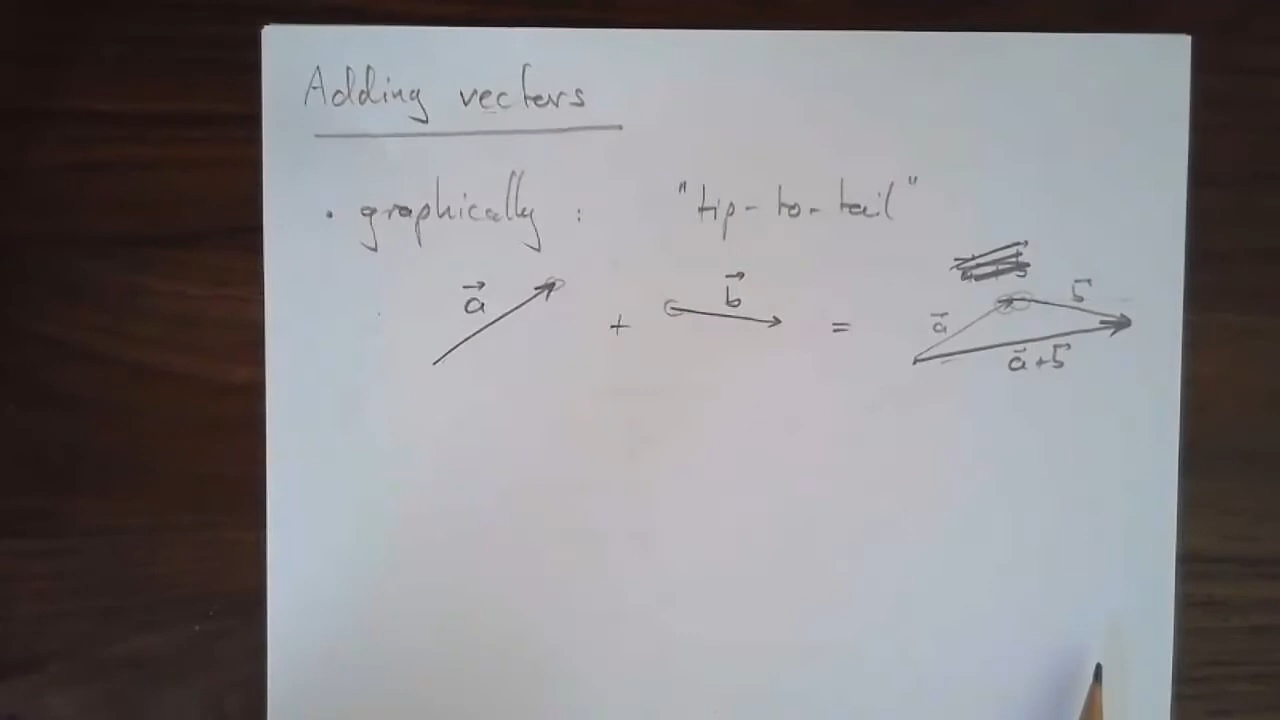 Adding vectors
• graphically : "tip-to-tail"
a⃗ + b⃗ = a⃗ b⃗
a⃗+b⃗